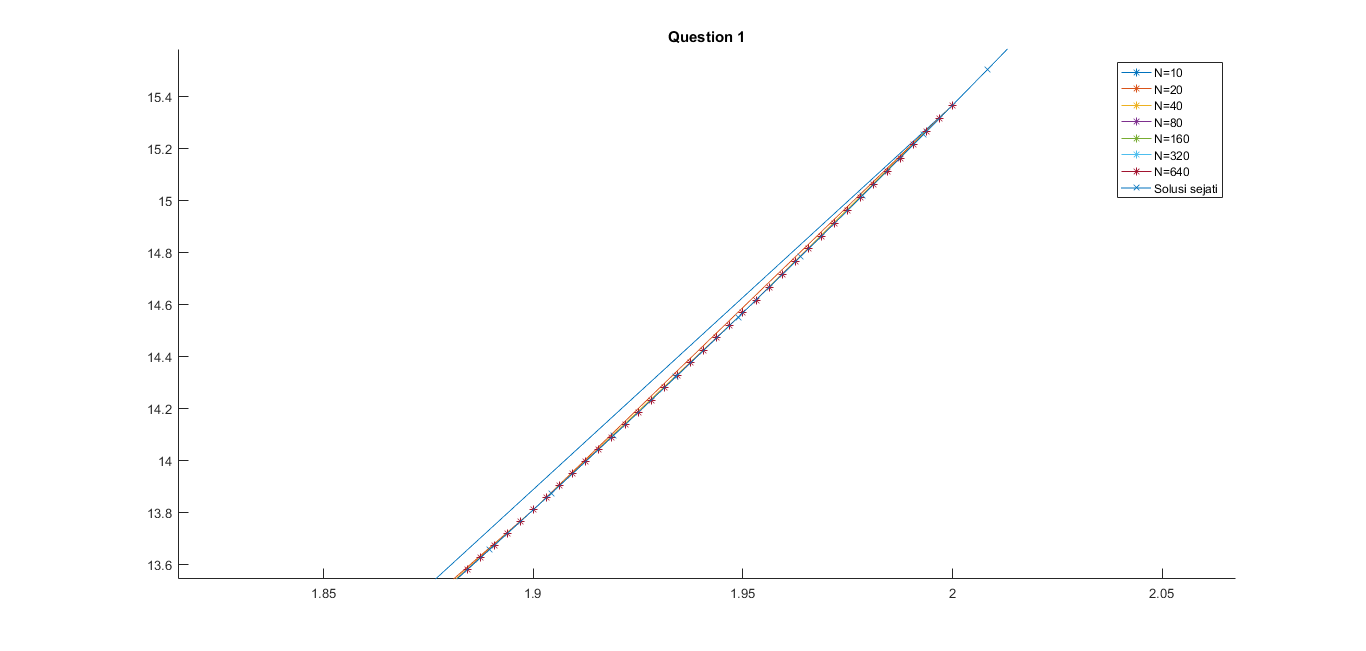 Question 1
15.4
15.2
15
14.8
14.6
14.4
14.2
14
13.8
13.6
1.85
1.9
1.95
2
2.05
N=10
N=20
N=40
N=80
N=160
N=320
N=640
Solusi sejati